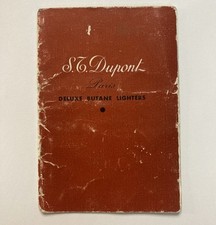 S.T. Dupont
Paris
DELUXE BUTANE LIGHTERS